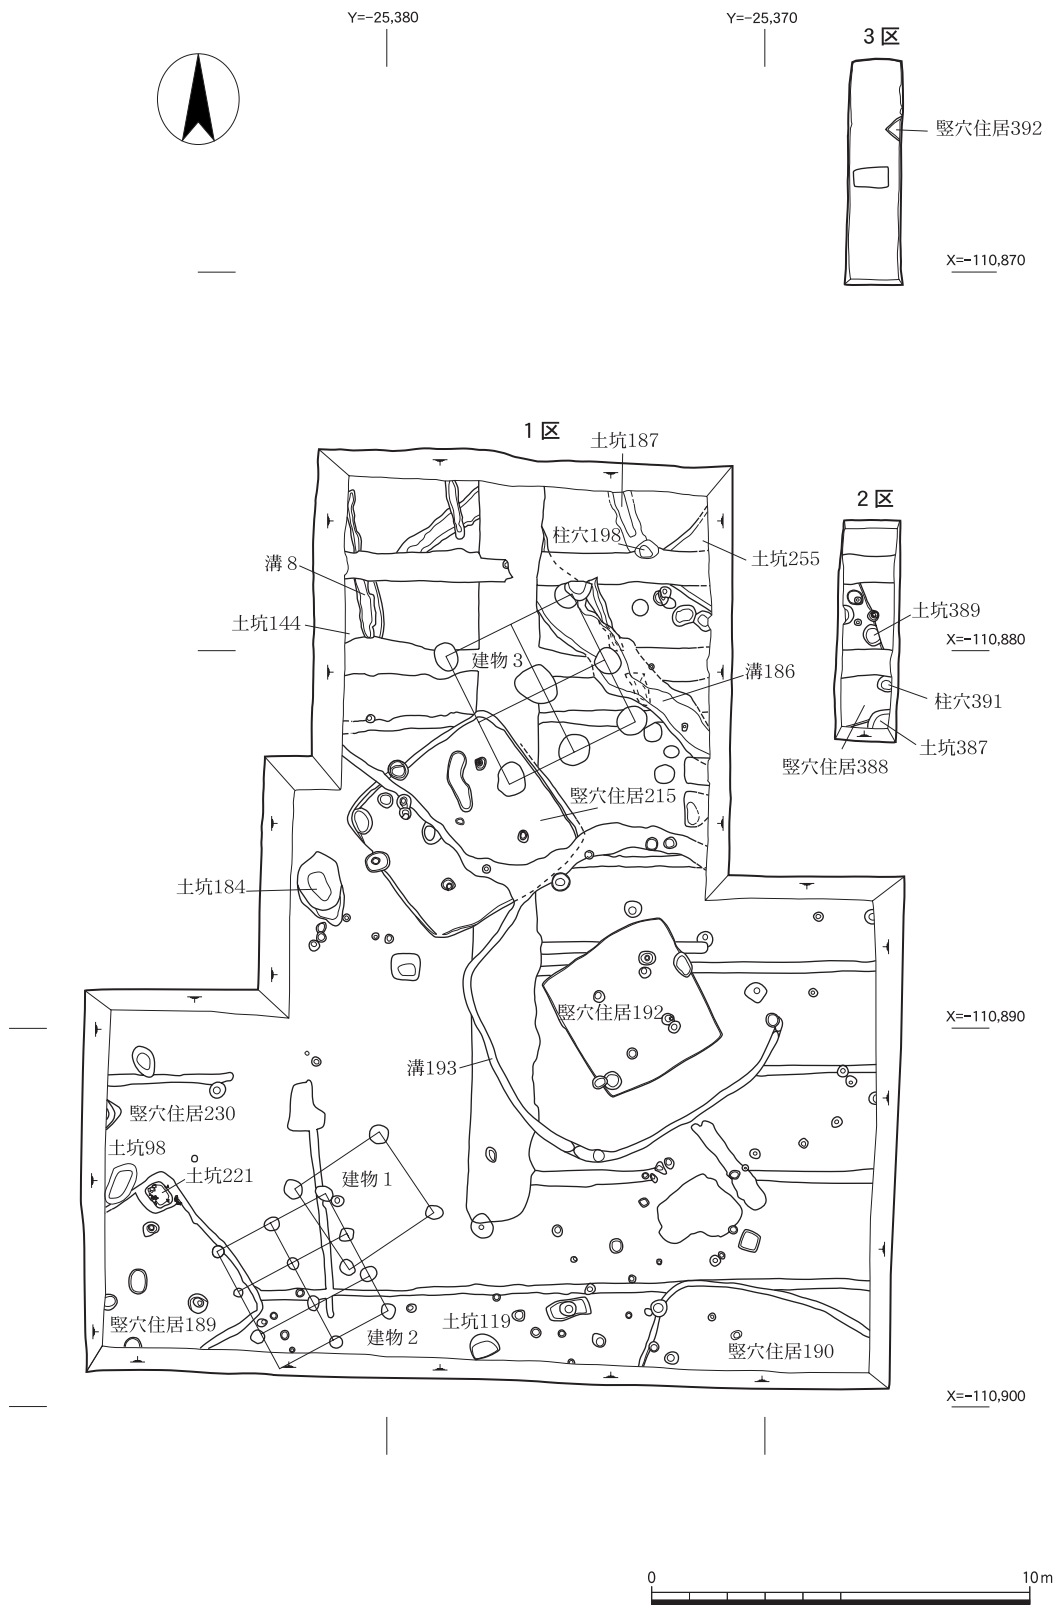 Y=-25,380
Y=-25,370
3区
竪穴住居392
X=-110,870
1区
土坑187
2区
柱穴198
土坑255
溝8
土坑389
土坑144
X=-110,880
建物3
溝186
柱穴391
土坑387
竪穴住居388
竪穴住居215
土坑184
竪穴住居192
X=-110,890
溝193
竪穴住居230
土坑98
土坑221
建物1
竪穴住居189
土坑119
建物2
竪穴住居190
X=-110,900
0
10m